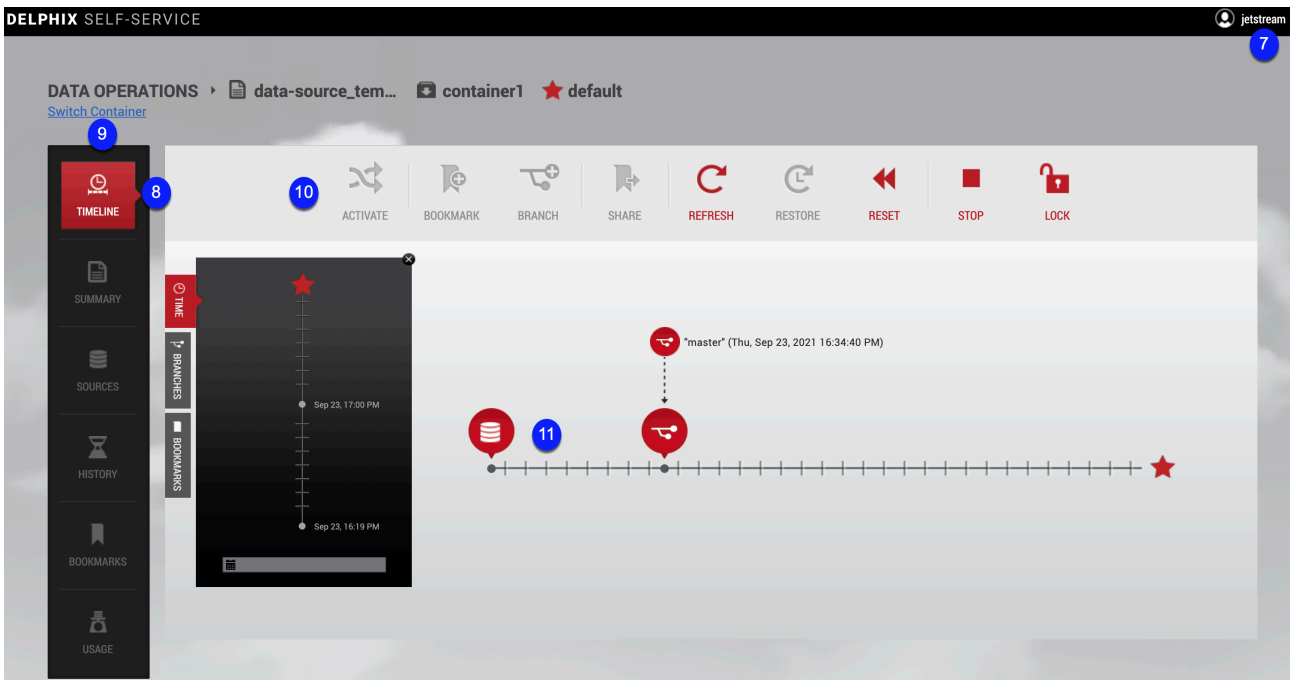 DELPHIX SELF-SERVICE
jetstream
7
DATA OPERATIONS data-source_tem... container1 default
Switch Container
9
TIMELINE
8
SUMMARY
SOURCES
HISTORY
BOOKMARKS
USAGE
10
ACTIVATE BOOKMARK BRANCH SHARE REFRESH RESTORE RESET STOP LOCK
TIME
BRANCHES
BOOKMARKS
Sep 23, 17:00 PM
Sep 23, 16:19 PM
"master" (Thu, Sep 23, 2021 16:34:40 PM)
11